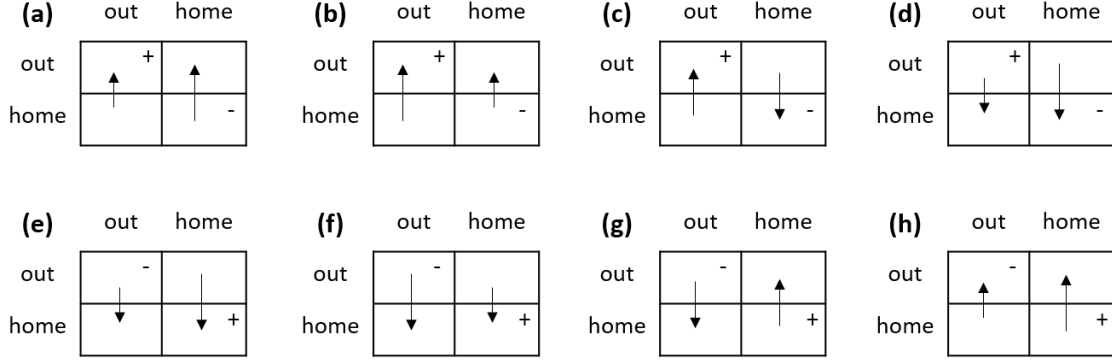 (a) out home (b) out home (c) out home (d) out home
out + out + out + out +
home - home - home - home -
(e) out home (f) out home (g) out home (h) out home
out - out - out - out -
home + home + home + home +